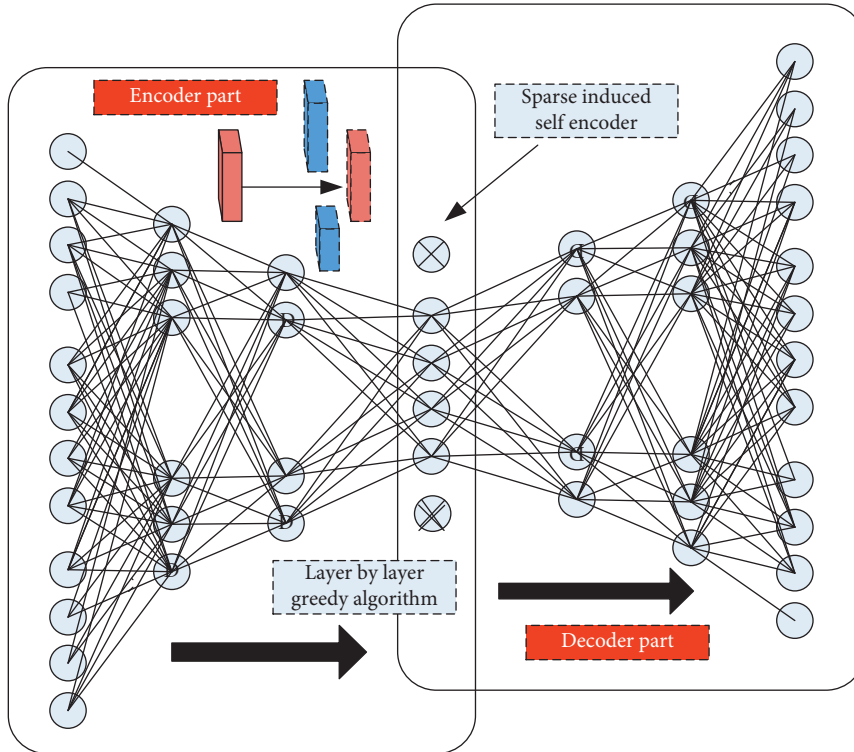 Encoder part
Sparse induced
self encoder
D
D
D
Layer by layer
greedy algorithm
Decoder part